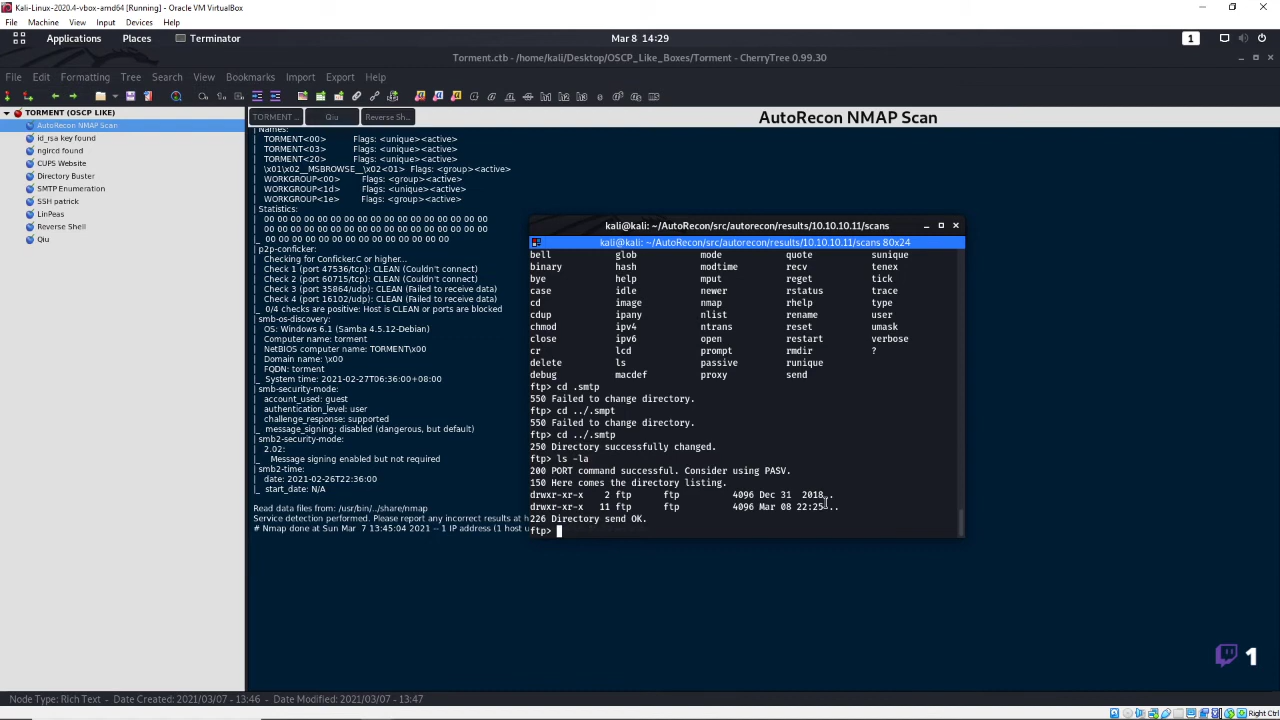 Kali-Linux-2020.4-vbox-amd64 [Running] - Oracle VM VirtualBox
File Machine View Input Devices Help
Applications Places Terminator Mar 8 14:29 1
Torment.ctb - /home/kali/Desktop/OSCP_Like_Boxes/Torment - CherryTree 0.99.30
File Edit Formatting Tree Search View Bookmarks Import Export Help
TORMENT (OSCP LIKE)
AutoRecon NMAP Scan
id_rsa key found
ngircd found
CUPS Website
Directory Buster
SMTP Enumeration
SSH patrick
LinPeas
Reverse Shell
Qiu
TORMENT ... Qiu Reverse Sh...
AutoRecon NMAP Scan
| Names:
| TORMENT<00> Flags: <unique><active>
| TORMENT<03> Flags: <unique><active>
| TORMENT<20> Flags: <unique><active>
| \x01\x02__MSBROWSE__\x02<01> Flags: <group><active>
| WORKGROUP<00> Flags: <group><active>
| WORKGROUP<1d> Flags: <unique><active>
| WORKGROUP<1e> Flags: <group><active>
| Statistics:
| 00 00 00 00 00 00 00 00 00 00 00 00 00 00 00 00 00
| 00 00 00 00 00 00 00 00 00 00 00 00 00 00 00 00 00
|_ 00 00 00 00 00 00 00 00 00 00 00 00 00 00
| p2p-conficker:
| Checking for Conficker.C or higher...
| Check 1 (port 47536/tcp): CLEAN (Couldn't connect)
| Check 2 (port 60715/tcp): CLEAN (Couldn't connect)
| Check 3 (port 35864/udp): CLEAN (Failed to receive data)
| Check 4 (port 16102/udp): CLEAN (Failed to receive data)
|_ 0/4 checks are positive: Host is CLEAN or ports are blocked
| smb-os-discovery:
| OS: Windows 6.1 (Samba 4.5.12-Debian)
| Computer name: torment
| NetBIOS computer name: TORMENT\x00
| Domain name: \x00
| FQDN: torment
|_ System time: 2021-02-27T06:36:00+08:00
| smb-security-mode:
| account_used: guest
| authentication_level: user
| challenge_response: supported
|_ message_signing: disabled (dangerous, but default)
| smb2-security-mode:
| 2.02:
|_ Message signing enabled but not required
| smb2-time:
| date: 2021-02-26T22:36:00
|_ start_date: N/A
Read data files from: /usr/bin/../share/nmap
Service detection performed. Please report any incorrect results at h
# Nmap done at Sun Mar 7 13:45:04 2021 -- 1 IP address (1 host u
kali@kali: ~/AutoRecon/src/autorecon/results/10.10.10.11/scans
kali@kali: ~/AutoRecon/src/autorecon/results/10.10.10.11/scans 80x24
bell glob mode quote sunique
binary hash modtime recv tenex
bye help mput reget tick
case idle newer rstatus trace
cd image nmap rhelp type
cdup ipany nlist rename user
chmod ipv4 ntrans reset umask
close ipv6 open restart verbose
cr lcd prompt rmdir ?
delete ls passive runique
debug macdef proxy send
ftp> cd .smtp
550 Failed to change directory.
ftp> cd ../.smpt
550 Failed to change directory.
ftp> cd ../.smtp
250 Directory successfully changed.
ftp> ls -la
200 PORT command successful. Consider using PASV.
150 Here comes the directory listing.
drwxr-xr-x 2 ftp ftp 4096 Dec 31 2018 .
drwxr-xr-x 11 ftp ftp 4096 Mar 08 22:25 ..
226 Directory send OK.
ftp>
1
Node Type: Rich Text - Date Created: 2021/03/07 - 13:46 - Date Modified: 2021/03/07 - 13:47
Right Ctrl